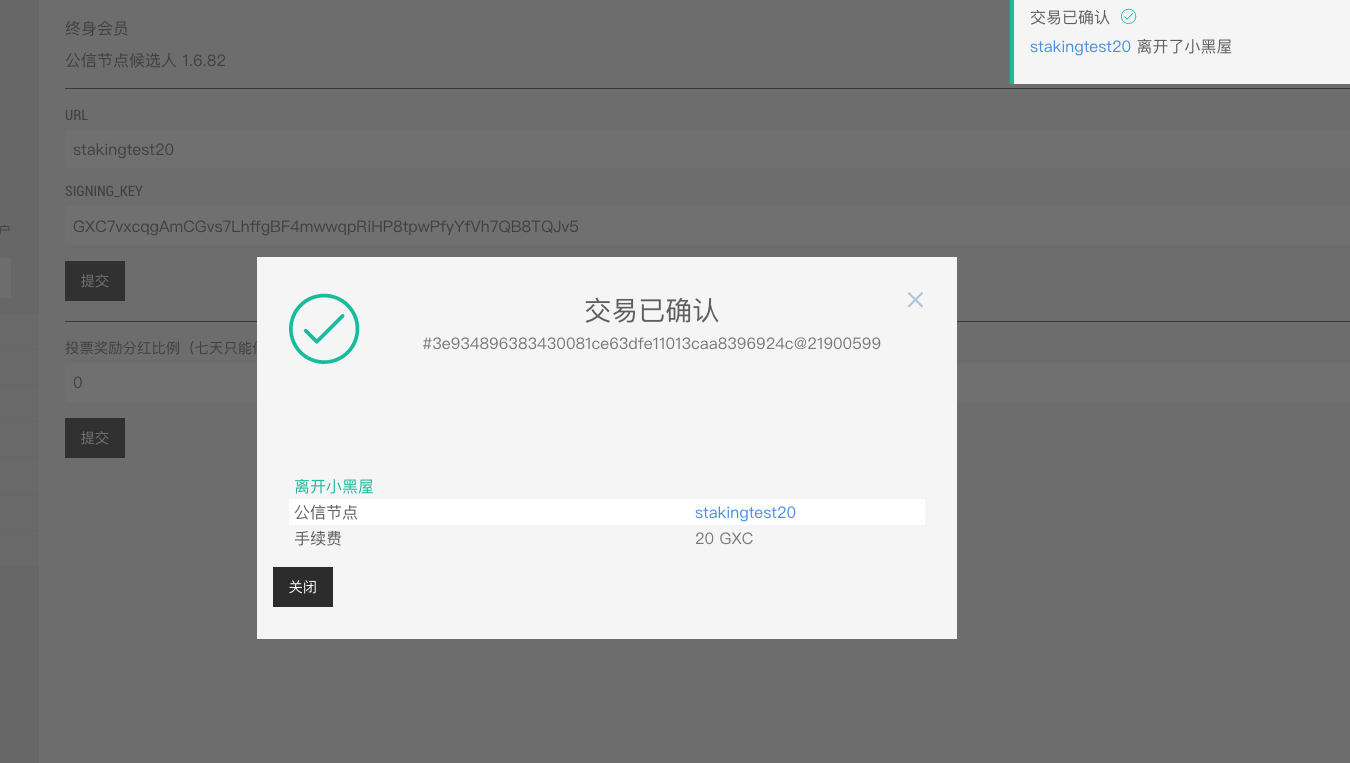 终身会员
公信节点候选人 1.6.82
URL
stakingtest20
SIGNING_KEY
GXC7vxcqgAmCGvs7LhffgBF4mwwqpRiHP8tpwPfyYfVh7QB8TQJv5
提交
投票奖励分红比例（七天只能
0
提交
户
交易已确认
stakingtest20 离开了小黑屋
交易已确认
#3e934896383430081ce63dfe11013caa8396924c@21900599
离开小黑屋
公信节点 stakingtest20
手续费 20 GXC
关闭